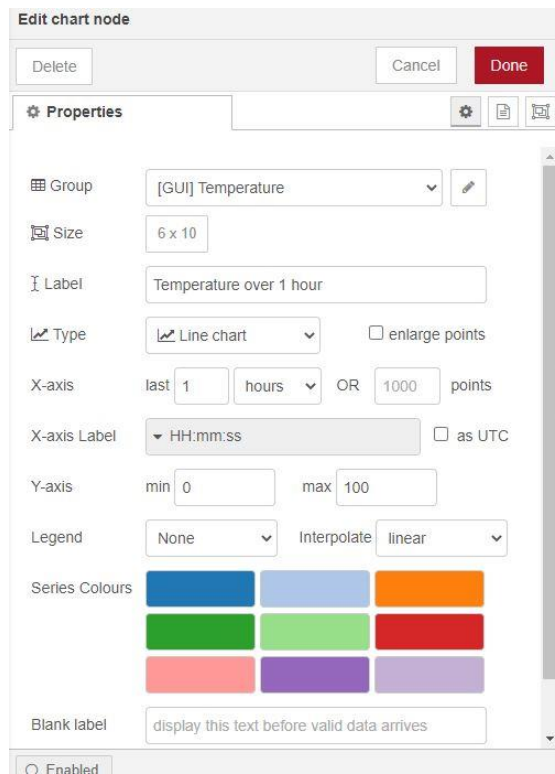 Edit chart node
Delete Cancel Done
Properties
Group [GUI] Temperature
Size 6 x 10
Label Temperature over 1 hour
Type Line chart enlarge points
X-axis last 1 hours OR 1000 points
X-axis Label HH:mm:ss as UTC
Y-axis min 0 max 100
Legend None Interpolate linear
Series Colours
Blank label display this text before valid data arrives
Enabled